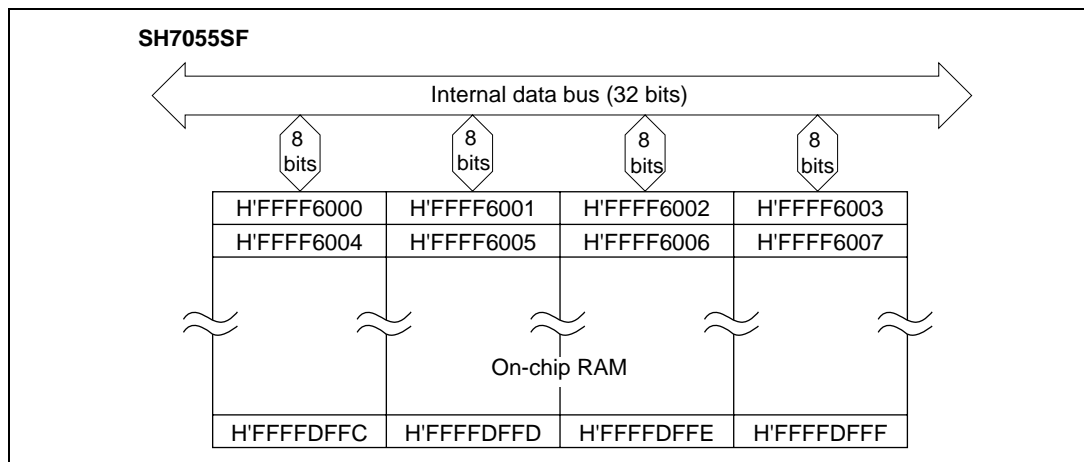 SH7055SF
Internal data bus (32 bits)
8 bits
8 bits
8 bits
8 bits
H'FFFF6000 H'FFFF6001 H'FFFF6002 H'FFFF6003
H'FFFF6004 H'FFFF6005 H'FFFF6006 H'FFFF6007
On-chip RAM
H'FFFFDFFC H'FFFFDFFD H'FFFFDFFE H'FFFFDFFF